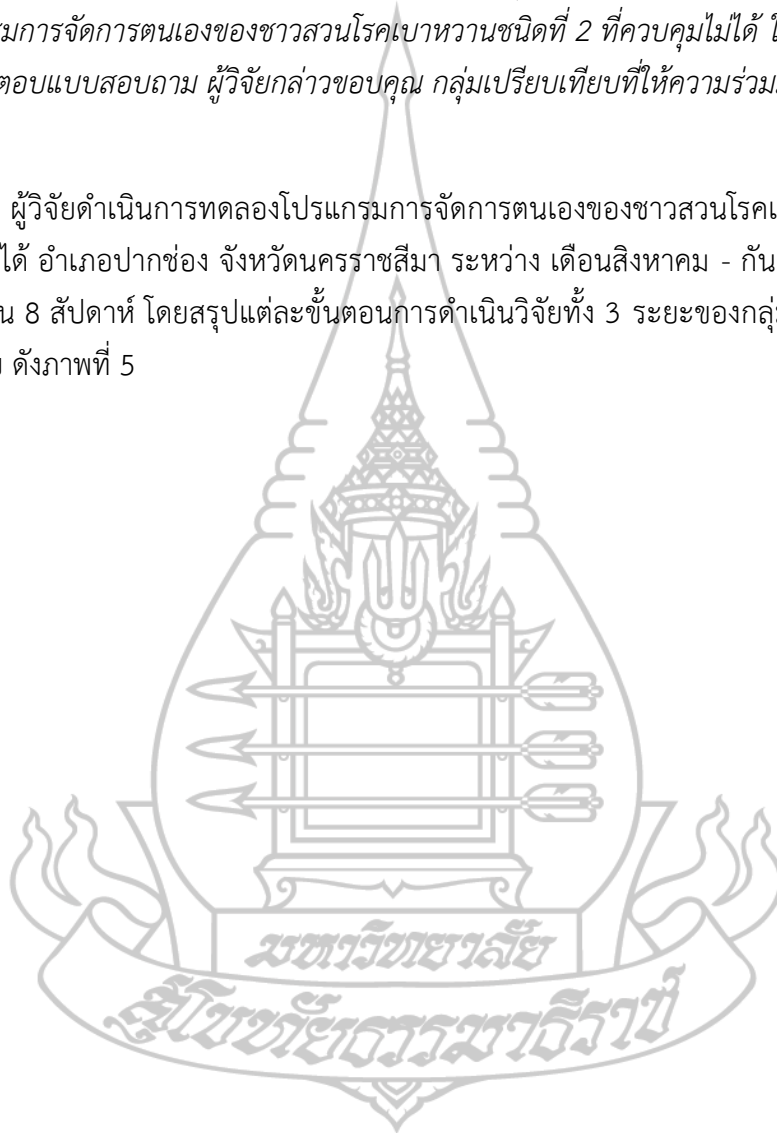 มการจัดการตนเองของชาวสวนโรคเบาหวานชนิดที่ 2 ที่ควบคุมไม่ได้
ตอบแบบสอบถาม ผู้วิจัยกล่าวขอบคุณ กลุ่มเปรียบเทียบที่ให้ความร่วม
ผู้วิจัยดำเนินการทดลองโปรแกรมการจัดการตนเองของชาวสวนโรคเ
ได้ อำเภอปากช่อง จังหวัดนครราชสีมา ระหว่าง เดือนสิงหาคม - กัน
น 8 สัปดาห์ โดยสรุปแต่ละขั้นตอนการดำเนินวิจัยทั้ง 3 ระยะของกลุ่ม
ดังภาพที่ 5
มหาวิทยาลัย
สุโขทัยธรรมาธิราช